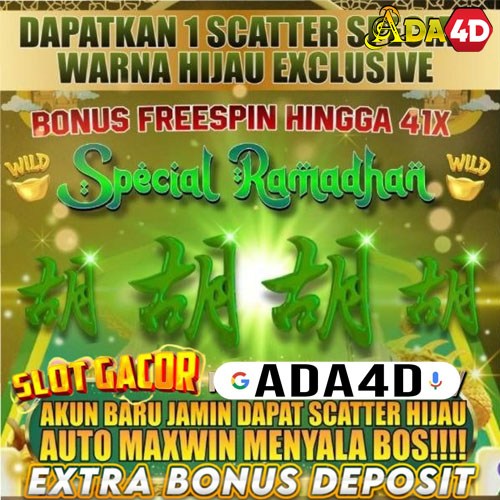 DAPATKAN 1 SCATTER
ADA4D
WARNA HIJAU EXCLUSIVE
BONUS FREESPIN HINGGA 41X
WILD
Special Ramadhan
WILD
胡 胡 胡 胡
SLOT GACOR
G ADA4D
AKUN BARU JAMIN DAPAT SCATTER HIJAU
AUTO MAXWIN MENYALA BOS!!!!
EXTRA BONUS DEPOSIT